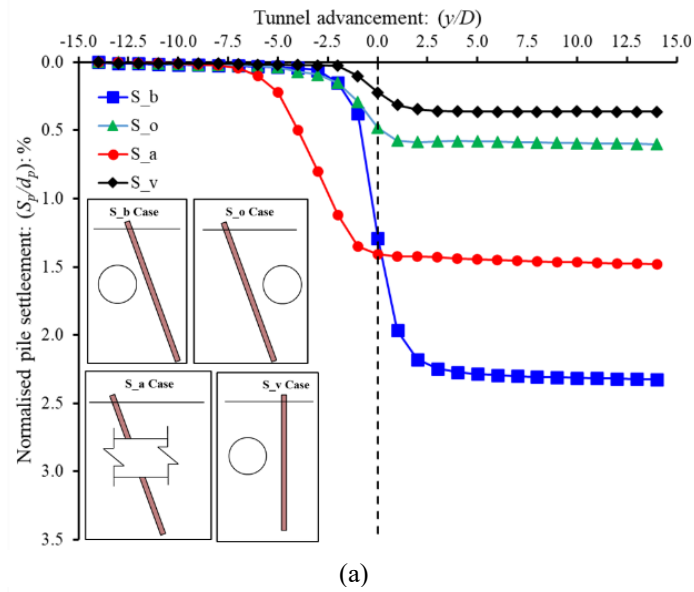 Tunnel advancement: (y/D)
-15.0 -12.5 -10.0 -7.5 -5.0 -2.5 0.0 2.5 5.0 7.5 10.0 12.5 15.0
Normalised pile settleement: (Sp/dp): %
0.0
0.5
1.0
1.5
2.0
2.5
3.0
3.5
S_b
S_o
S_a
S_v
S_b Case
S_o Case
S_a Case
S_v Case
(a)